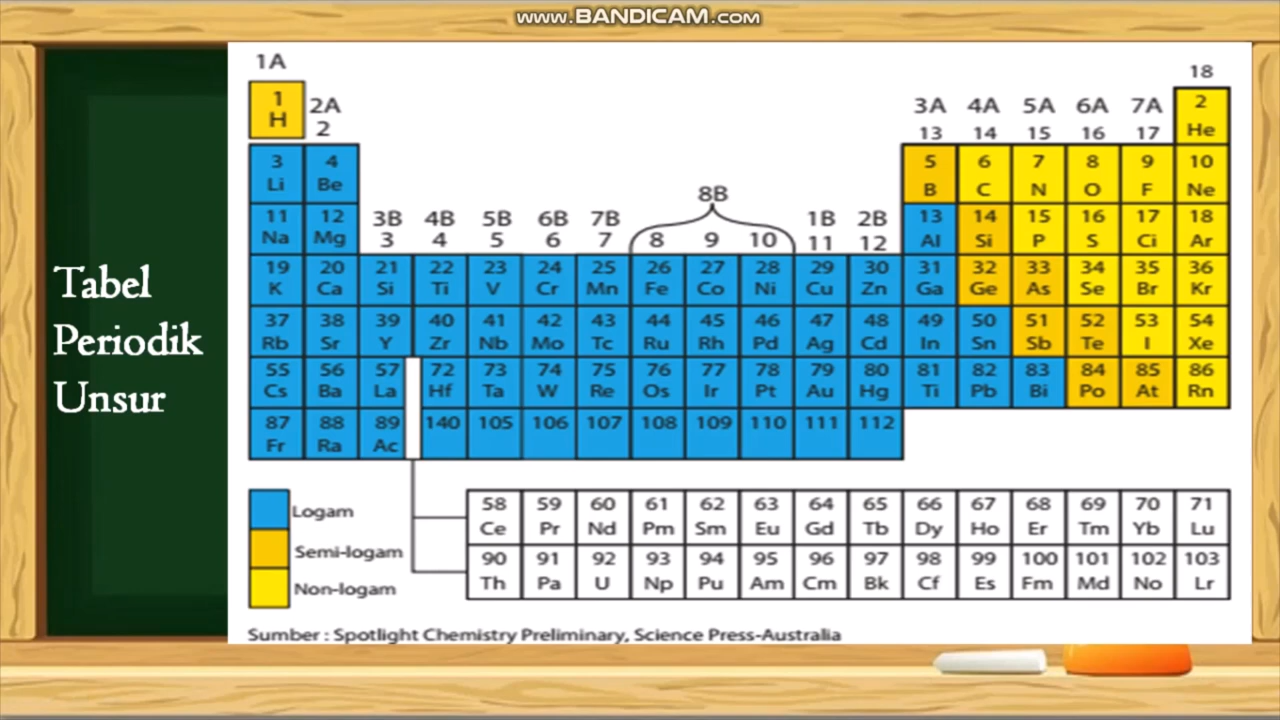 www.BANDICAM.com
Tabel
Periodik
Unsur
1A
18
1
H
2A
2
3A 4A 5A 6A 7A
13 14 15 16 17
2
He
3 4 5 6 7 8 9 10
Li Be B C N O F Ne
8B
11 12 13 14 15 16 17 18
Na Mg Al Si P S Ci Ar
3B 4B 5B 6B 7B 1B 2B
3 4 5 6 7 8 9 10 11 12
19 20 21 22 23 24 25 26 27 28 29 30 31 32 33 34 35 36
K Ca Si Ti V Cr Mn Fe Co Ni Cu Zn Ga Ge As Se Br Kr
37 38 39 40 41 42 43 44 45 46 47 48 49 50 51 52 53 54
Rb Sr Y Zr Nb Mo Tc Ru Rh Pd Ag Cd In Sn Sb Te I Xe
55 56 57 72 73 74 75 76 77 78 79 80 81 82 83 84 85 86
Cs Ba La Hf Ta W Re Os Ir Pt Au Hg Ti Pb Bi Po At Rn
87 88 89 140 105 106 107 108 109 110 111 112
Fr Ra Ac
58 59 60 61 62 63 64 65 66 67 68 69 70 71
Ce Pr Nd Pm Sm Eu Gd Tb Dy Ho Er Tm Yb Lu
90 91 92 93 94 95 96 97 98 99 100 101 102 103
Th Pa U Np Pu Am Cm Bk Cf Es Fm Md No Lr
Logam
Semi-logam
Non-logam
Sumber : Spotlight Chemistry Preliminary, Science Press-Australia